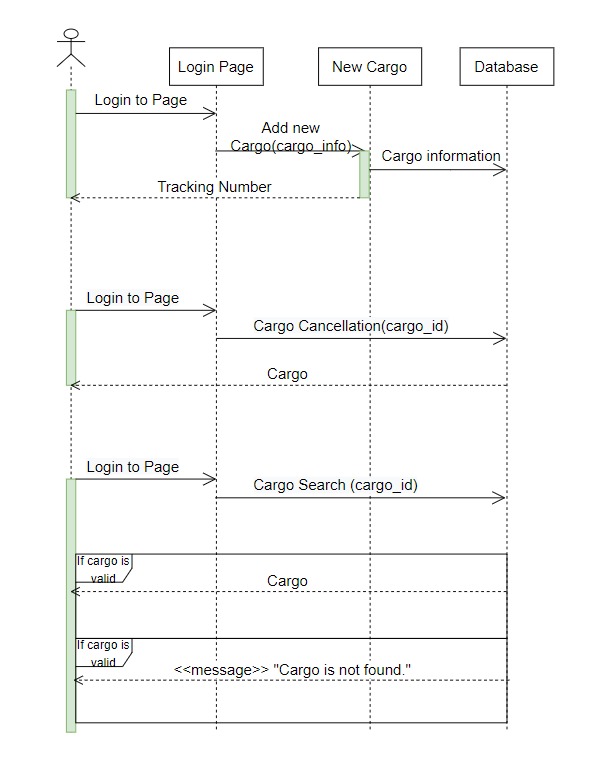 Login Page
New Cargo
Database
Login to Page
Add new
Cargo(cargo_info)
Cargo information
Tracking Number
Login to Page
Cargo Cancellation(cargo_id)
Cargo
Login to Page
Cargo Search (cargo_id)
If cargo is
valid
Cargo
If cargo is
valid
<<message>> "Cargo is not found."